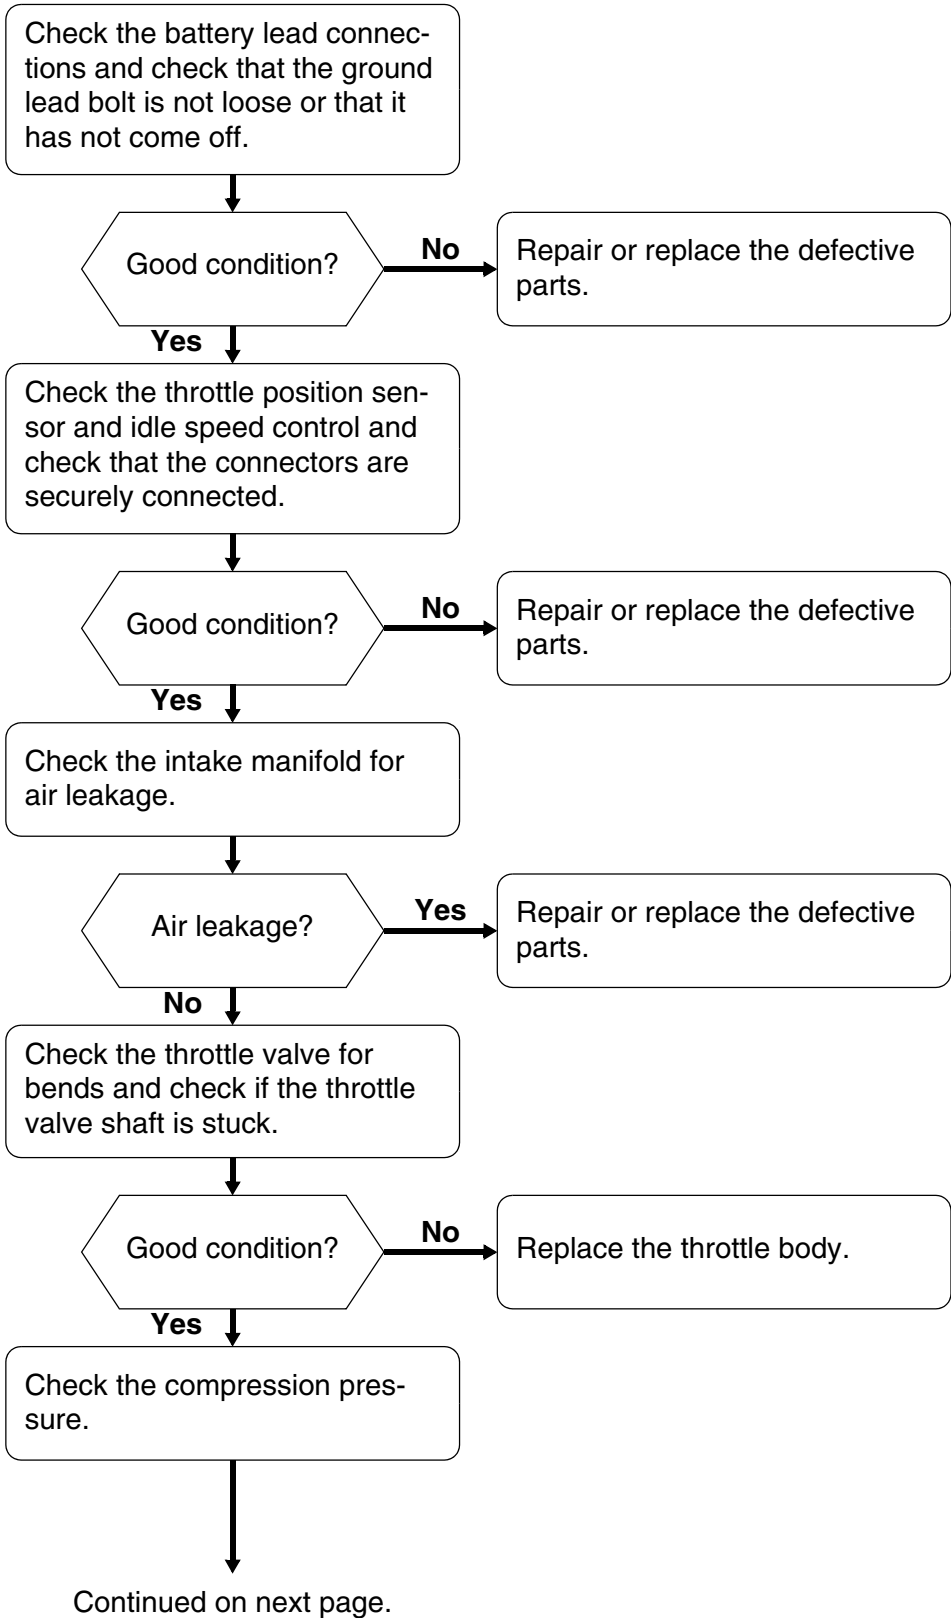 Check the battery lead connec-
tions and check that the ground
lead bolt is not loose or that it
has not come off.
Good condition?
No
Repair or replace the defective
parts.
Yes
Check the throttle position sen-
sor and idle speed control and
check that the connectors are
securely connected.
Good condition?
No
Repair or replace the defective
parts.
Yes
Check the intake manifold for
air leakage.
Air leakage?
Yes
Repair or replace the defective
parts.
No
Check the throttle valve for
bends and check if the throttle
valve shaft is stuck.
Good condition?
No
Replace the throttle body.
Yes
Check the compression pres-
sure.
Continued on next page.